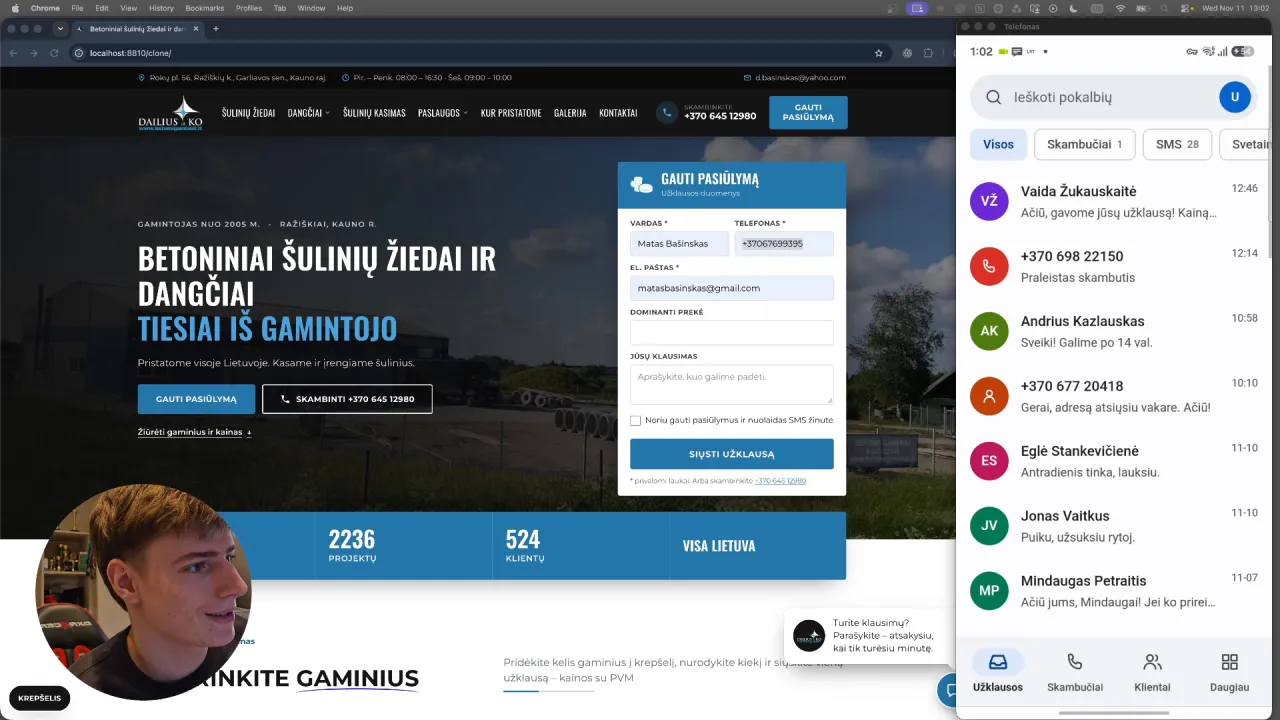 Chrome File Edit View History Bookmarks Profiles Tab Window Help
Wed Nov 11 13:02
Betoniniai šulinių žiedai ir dan
localhost:8810/clone/
Rokų pl. 56, Ražiškių k., Garliavos sen., Kauno raj.
Pir. – Penk. 08:00 – 16:30 · Šeš. 09:00 – 10:00
d.basinskas@yahoo.com
DAILIUS ir KO
www.betonogaminiai.lt
ŠULINIŲ ŽIEDAI
DANGČIAI
ŠULINIŲ KASIMAS
PASLAUGOS
KUR PRISTATOME
GALERIJA
KONTAKTAI
SKAMBINKITE
+370 645 12980
GAUTI
PASIŪLYMĄ
GAMINTOJAS NUO 2005 M. · RAŽIŠKIAI, KAUNO R.
BETONINIAI ŠULINIŲ ŽIEDAI IR
DANGČIAI
TIESIAI IŠ GAMINTOJO
Pristatome visoje Lietuvoje. Kasame ir įrengiame šulinius.
GAUTI PASIŪLYMĄ
SKAMBINTI +370 645 12980
Žiūrėti gaminius ir kainas ↓
GAUTI PASIŪLYMĄ
Užklausos duomenys
VARDAS *
TELEFONAS *
Matas Bašinskas
+37067699395
EL. PAŠTAS *
matasbasinskas@gmail.com
DOMINANTI PREKĖ
JŪSŲ KLAUSIMAS
Aprašykite, kuo galime padėti.
Noriu gauti pasiūlymus ir nuolaidas SMS žinute
SIŲSTI UŽKLAUSĄ
* privalomi laukai. Arba skambinkite +370 645 12980
2236
PROJEKTŲ
524
KLIENTŲ
VISA LIETUVA
GAMINIUS
Pridėkite kelis gaminius į krepšelį, nurodykite kiekį ir
užklausą – kainos su PVM
Turite klausimų?
Parašykite – atsakysiu,
kai tik turėsiu minutę.
KREPŠELIS
Telefonas
1:02
54
Ieškoti pokalbių
U
Visos
Skambučiai 1
SMS 28
Svetain
VŽ
Vaida Žukauskaitė
12:46
Ačiū, gavome jūsų užklausą! Kainą…
+370 698 22150
12:14
Praleistas skambutis
AK
Andrius Kazlauskas
10:58
Sveiki! Galime po 14 val.
+370 677 20418
10:10
Gerai, adresą atsiųsiu vakare. Ačiū!
ES
Eglė Stankevičienė
11-10
Antradienis tinka, lauksiu.
JV
Jonas Vaitkus
11-10
Puiku, užsuksiu rytoj.
MP
Mindaugas Petraitis
11-07
Ačiū jums, Mindaugai! Jei ko prirei…
Užklausos
Skambučiai
Klientai
Daugiau